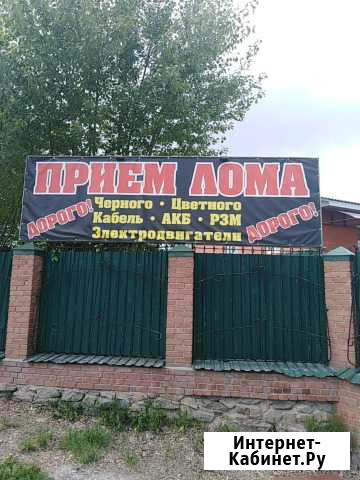 ПРИЕМ ЛОМА
Черного • Цветного
Кабель • АКБ • РЗМ
Электродвигатели
ДОРОГО!
ДОРОГО!
Интернет-
Кабинет.Ру